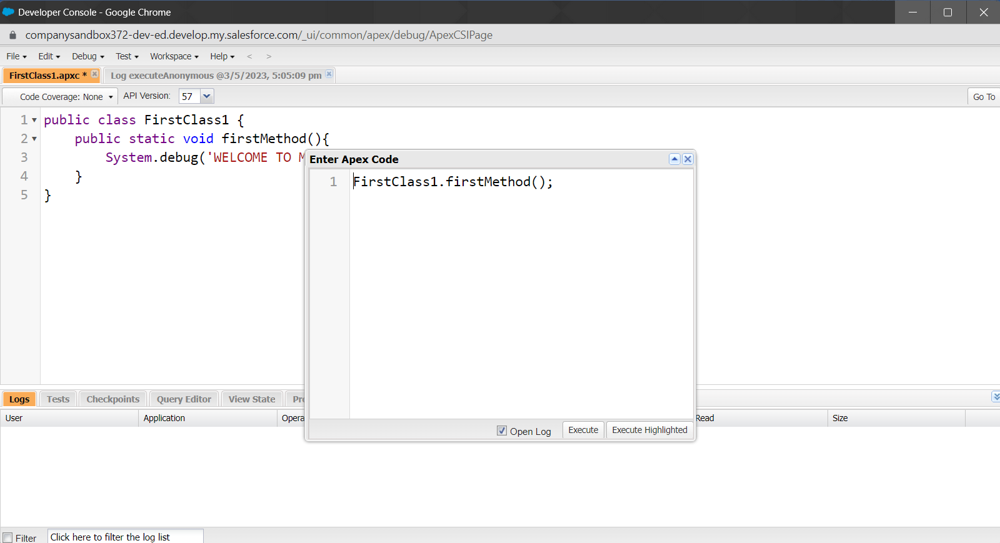 Developer Console - Google Chrome
companysandbox372-dev-ed.develop.my.salesforce.com/_ui/common/apex/debug/ApexCSIPage
File Edit Debug Test Workspace Help < >
FirstClass1.apxc * Log executeAnonymous @3/5/2023, 5:05:09 pm
Code Coverage: None API Version: 57 Go To
1 public class FirstClass1 {
2 public static void firstMethod(){
3 System.debug('WELCOME TO
4 }
5 }
Enter Apex Code
1 FirstClass1.firstMethod();
Open Log Execute Execute Highlighted
Logs Tests Checkpoints Query Editor View State
User Application Read Size
Filter Click here to filter the log list